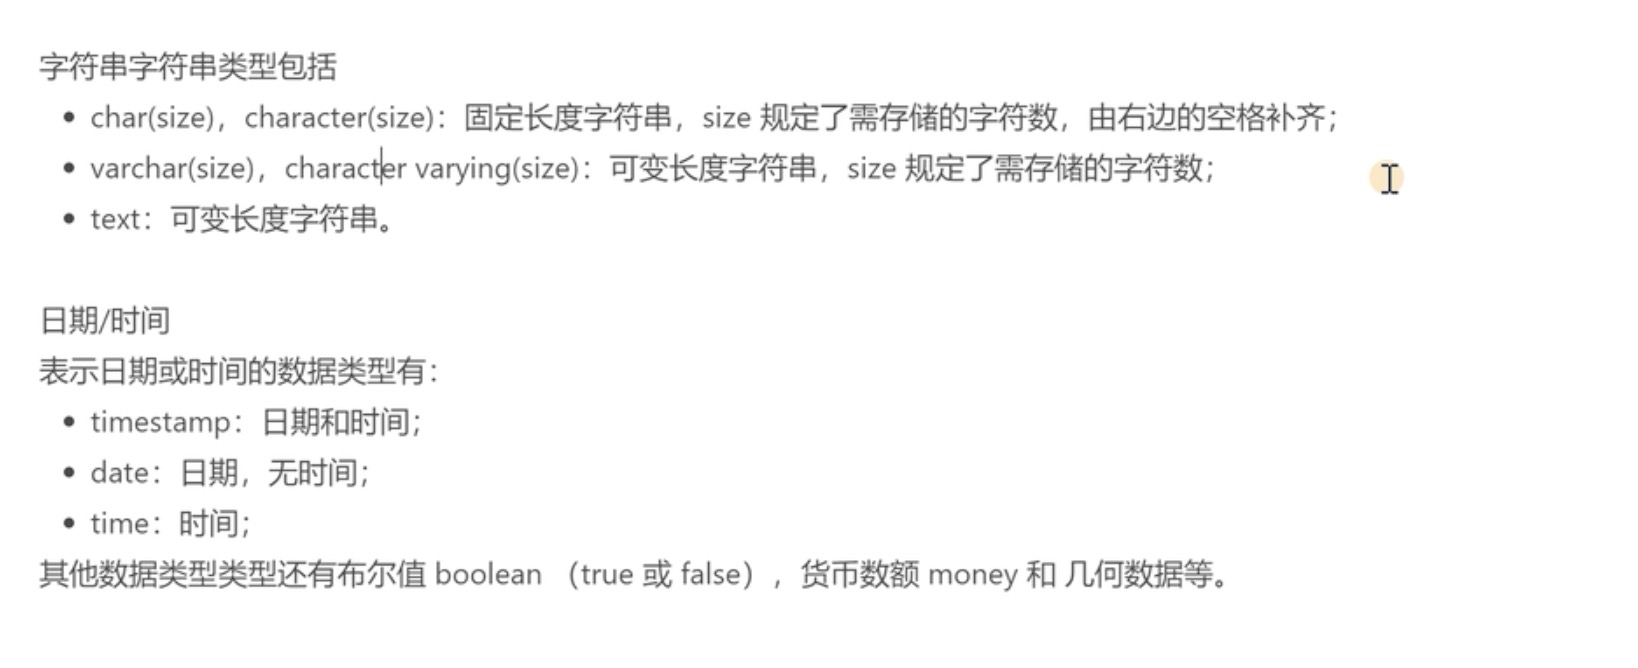 字符串字符串类型包括
• char(size)，character(size)：固定长度字符串，size 规定了需存储的字符数，由右边的空格补齐；
• varchar(size)，character varying(size)：可变长度字符串，size 规定了需存储的字符数；
• text：可变长度字符串。
日期/时间
表示日期或时间的数据类型有：
• timestamp：日期和时间；
• date：日期，无时间；
• time：时间；
其他数据类型类型还有布尔值 boolean （true 或 false），货币数额 money 和 几何数据等。